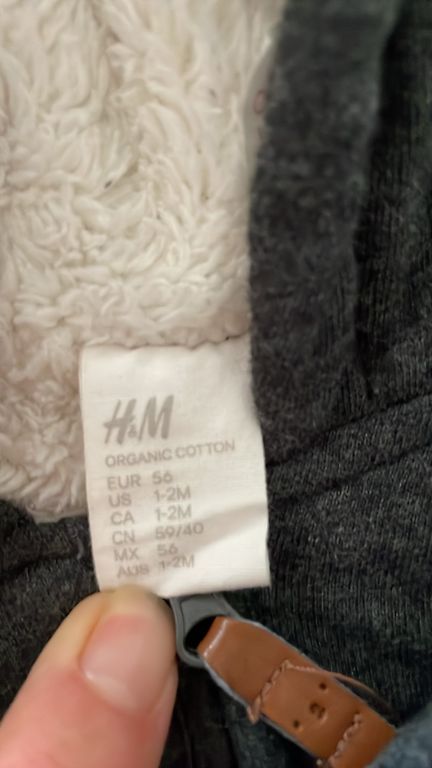 H&M
ORGANIC COTTON
EUR 56
US 1-2M
CA 1-2M
CN 59/40
MX 56
AUS 1-2M